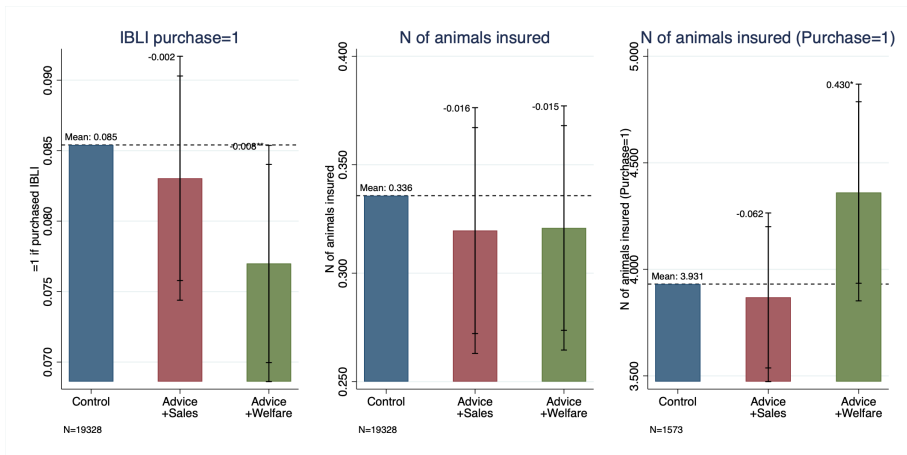 IBLI purchase=1
=1 if purchased IBLI
0.090
0.085
0.080
0.075
0.070
Mean: 0.085
-0.002
-0.008**
Control
Advice
+Sales
Advice
+Welfare
N=19328
N of animals insured
N of animals insured
0.400
0.350
0.300
0.250
Mean: 0.336
-0.016
-0.015
Control
Advice
+Sales
Advice
+Welfare
N=19328
N of animals insured (Purchase=1)
N of animals insured (Purchase=1)
5.000
4.500
4.000
3.500
Mean: 3.931
-0.062
0.430*
Control
Advice
+Sales
Advice
+Welfare
N=1573